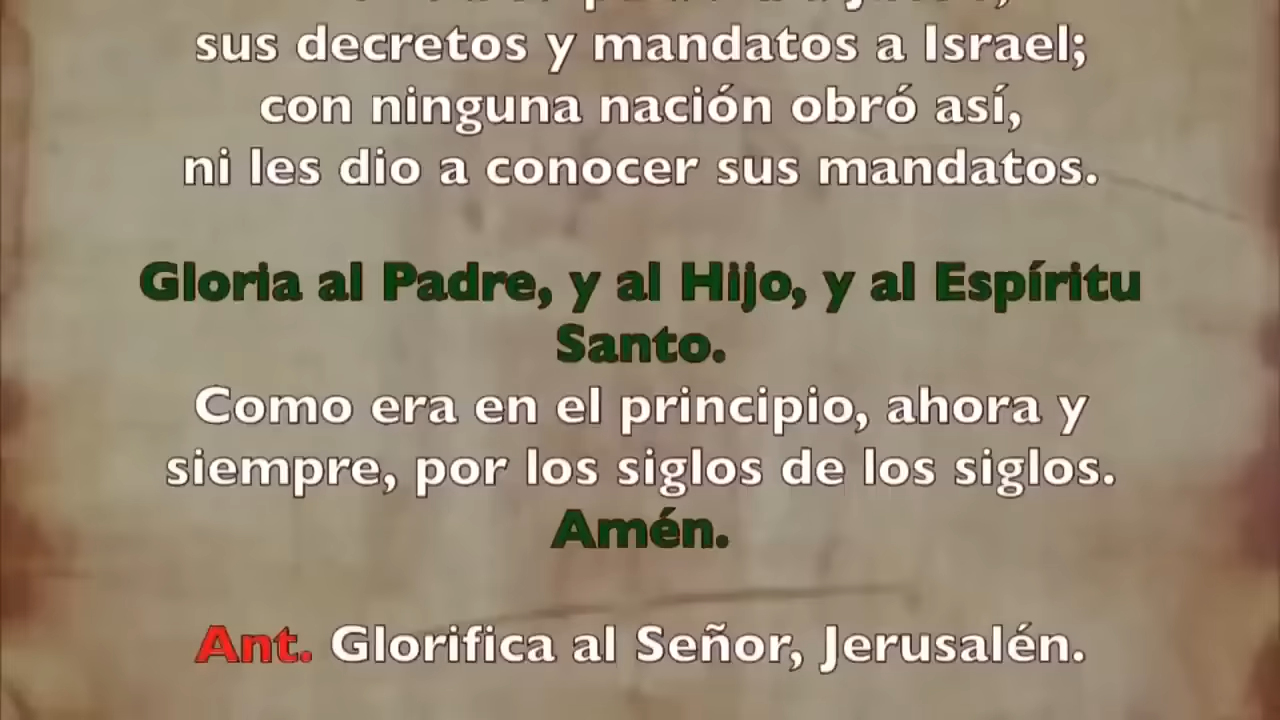 sus decretos y mandatos a Israel;
con ninguna nación obró así,
ni les dio a conocer sus mandatos.
Gloria al Padre, y al Hijo, y al Espíritu
Santo.
Como era en el principio, ahora y
siempre, por los siglos de los siglos.
Amén.
Ant. Glorifica al Señor, Jerusalén.